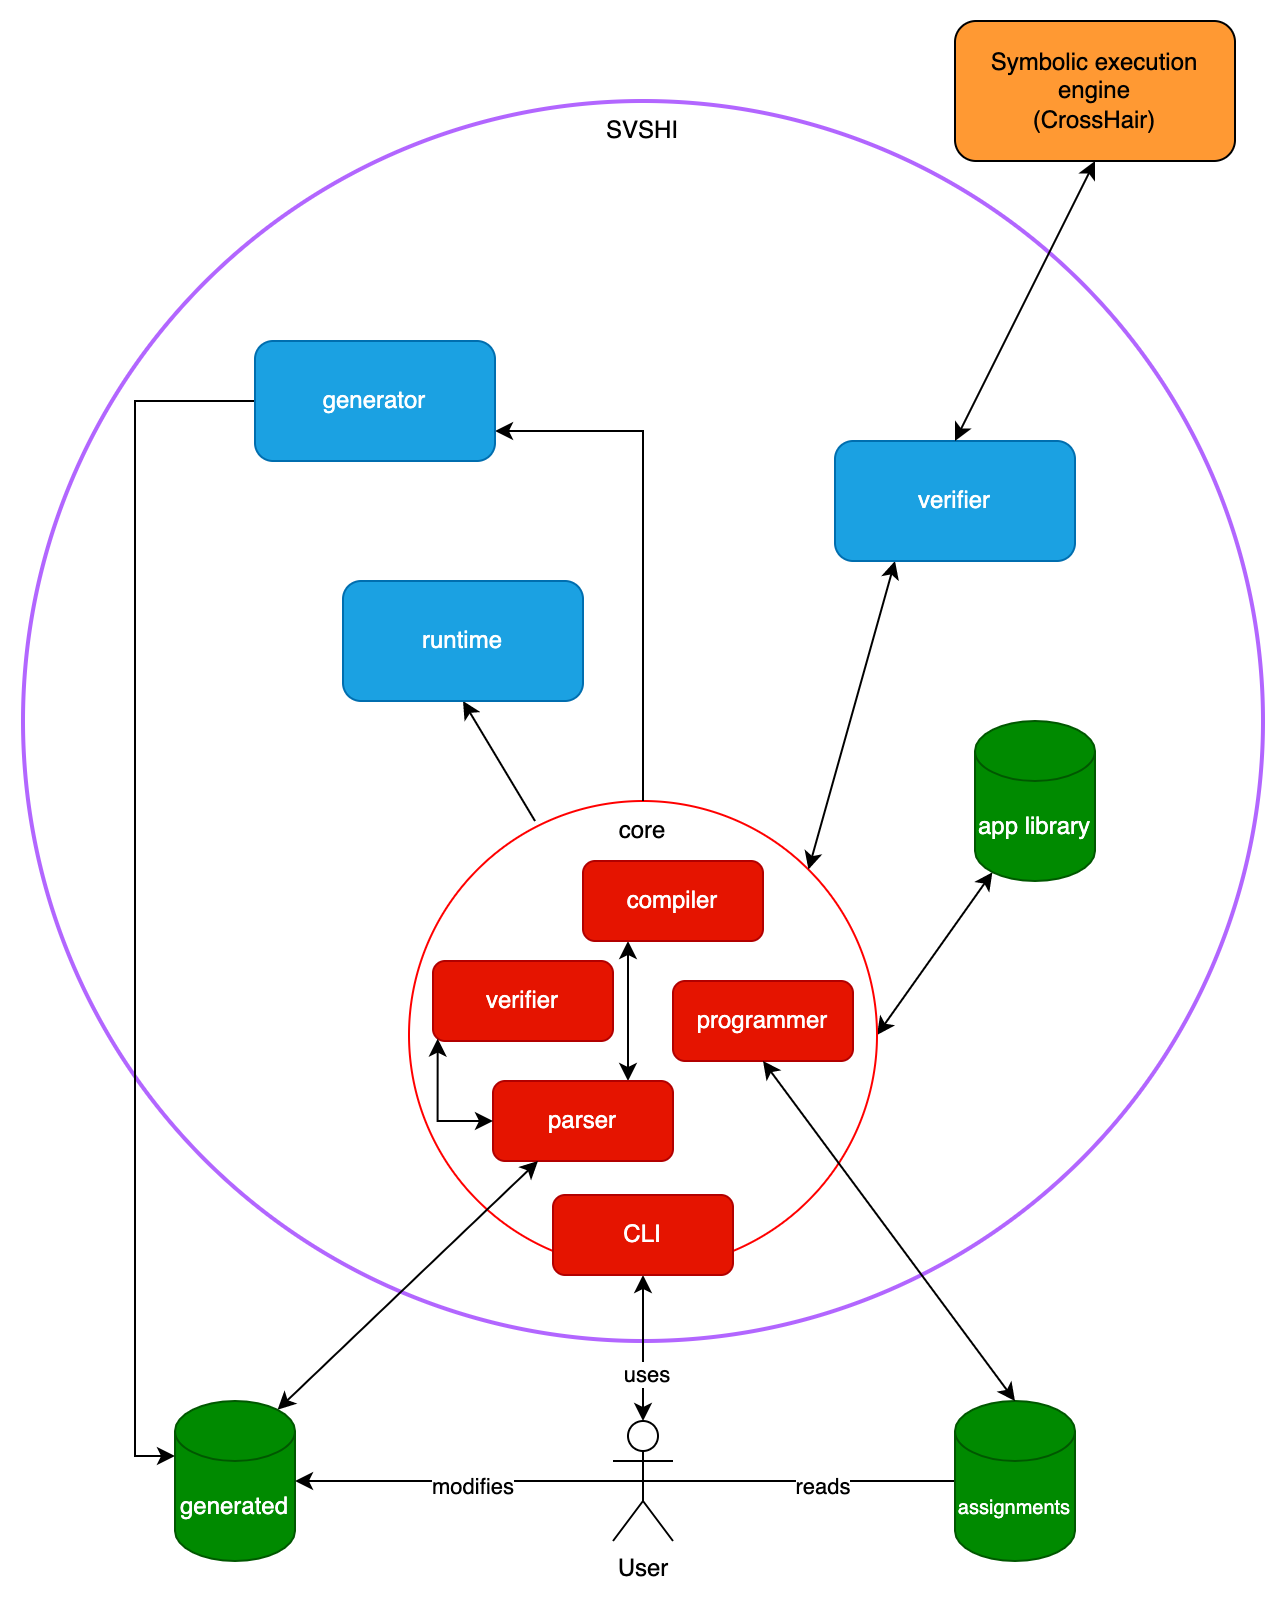 Symbolic execution
engine
(CrossHair)
SVSHI
generator
verifier
runtime
app library
core
compiler
verifier
programmer
parser
CLI
uses
modifies
reads
generated
assignments
User